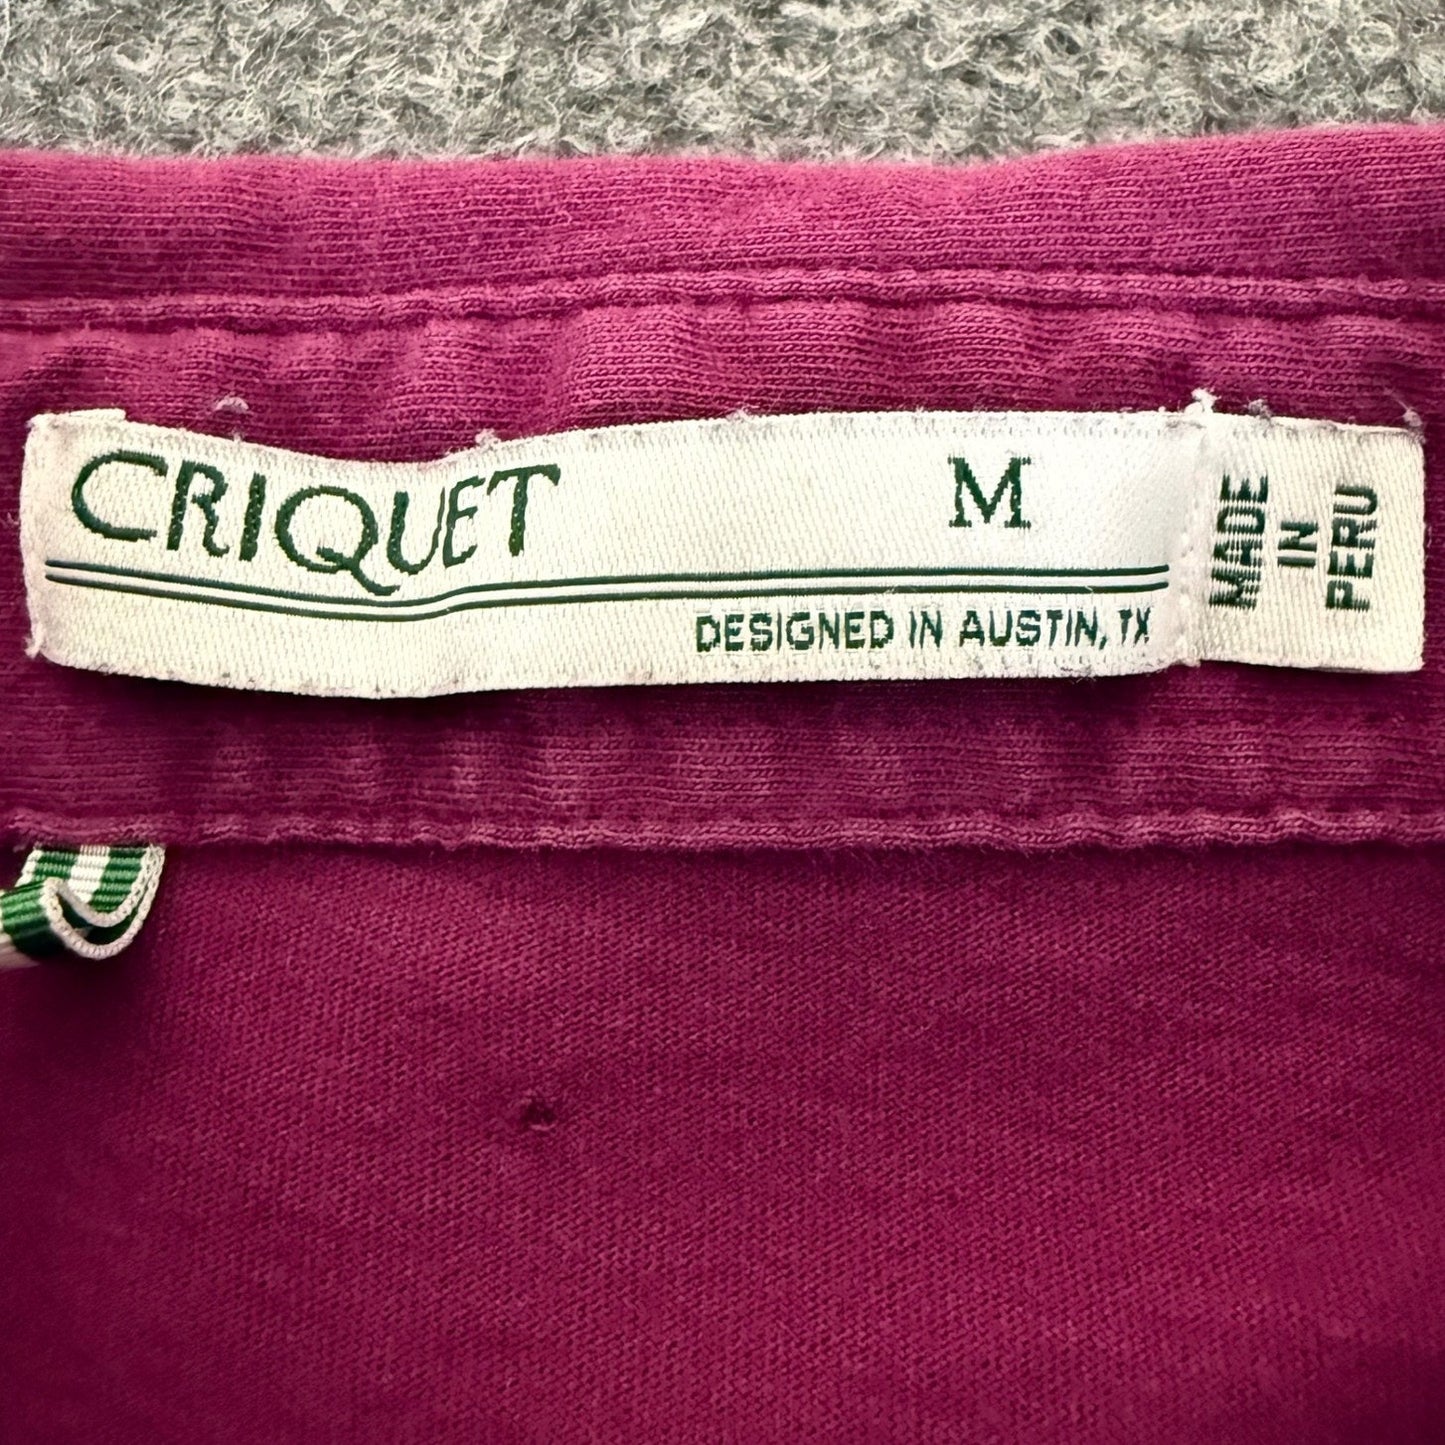 CRIQUET
M
DESIGNED IN AUSTIN, TX
MADE
IN
PERU